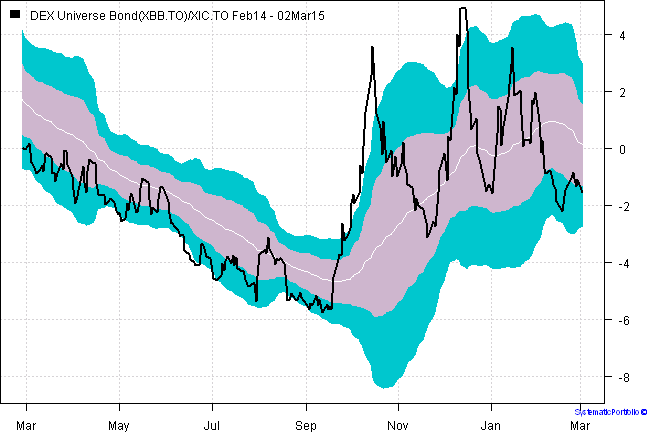 DEX Universe Bond(XBB.TO)/XIC.TO Feb14 - 02Mar15
4
2
0
-2
-4
-6
-8
Mar May Jul Sep Nov Jan Mar
SystematicPortfolio ©